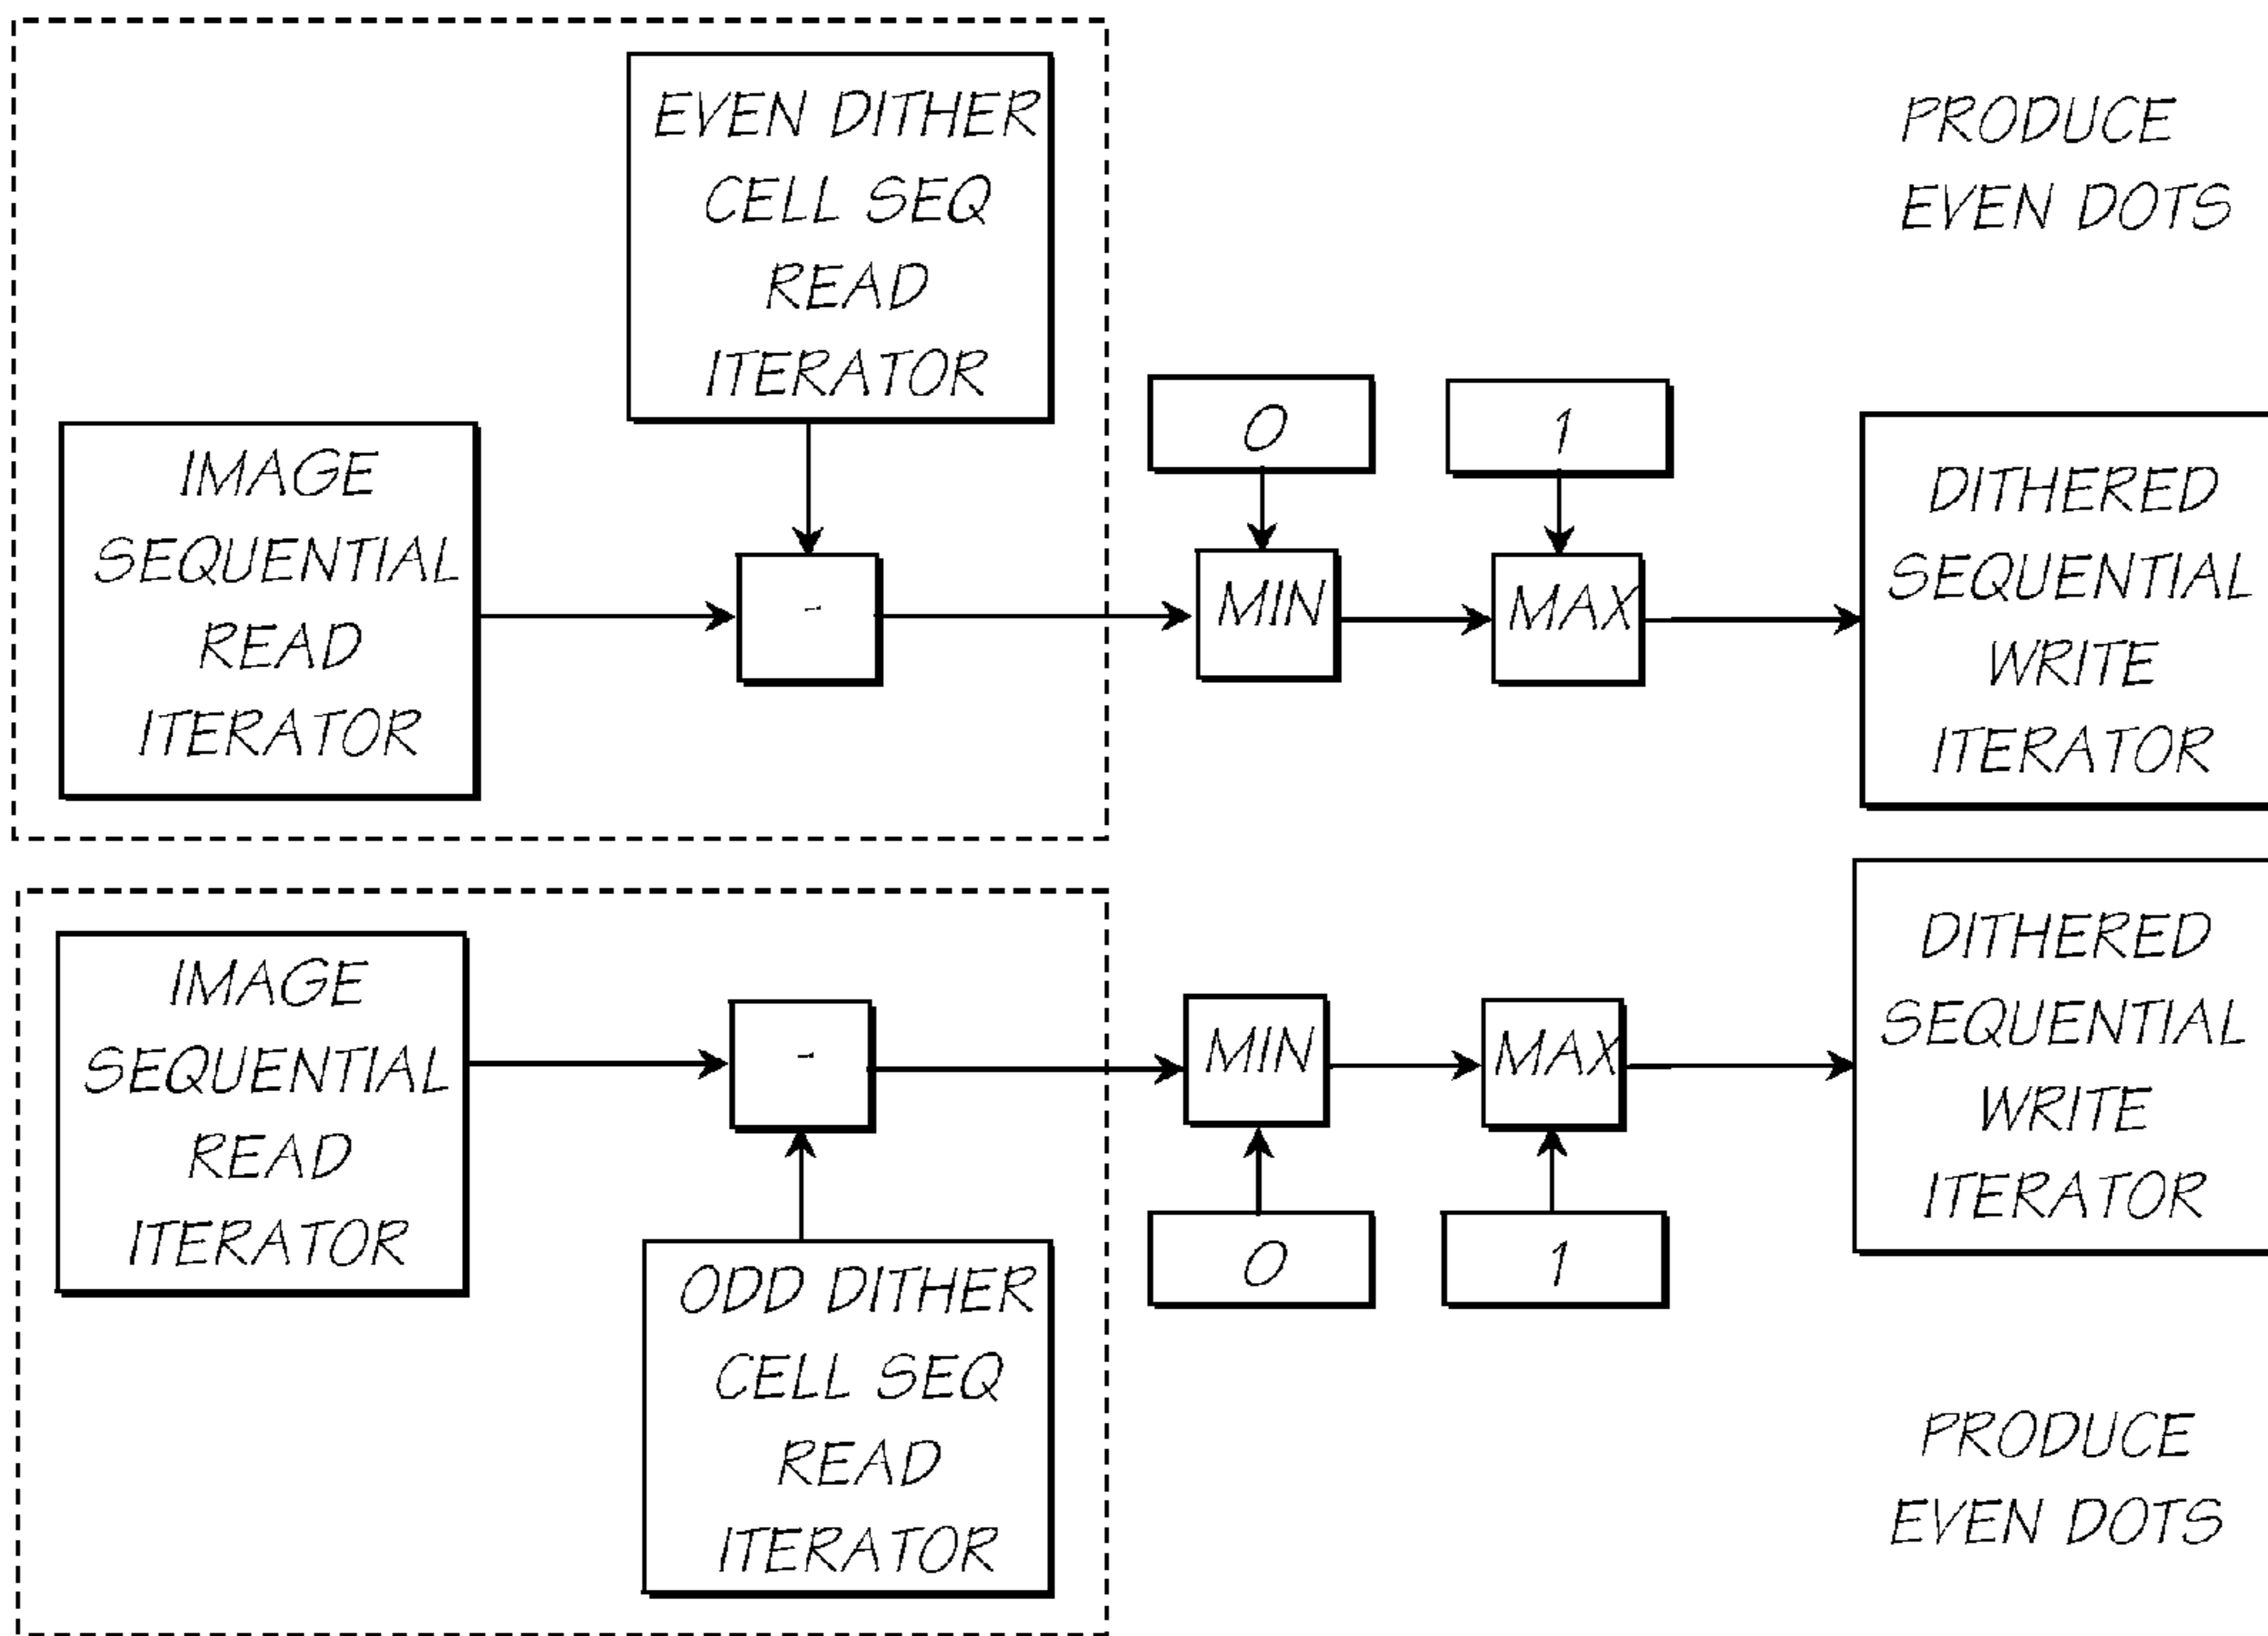 EVEN DITHER
CELL SEQ
READ
ITERATOR
PRODUCE
EVEN DOTS
IMAGE
SEQUENTIAL
READ
ITERATOR
-
0
MIN
1
MAX
DITHERED
SEQUENTIAL
WRITE
ITERATOR
IMAGE
SEQUENTIAL
READ
ITERATOR
-
MIN
MAX
DITHERED
SEQUENTIAL
WRITE
ITERATOR
ODD DITHER
CELL SEQ
READ
ITERATOR
0
1
PRODUCE
EVEN DOTS